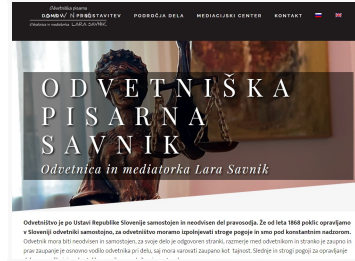 Odvetniška pisarna
DOMOV PREDSTAVITEV PODROČJA DELA MEDIACIJSKI CENTER KONTAKT
Odvetnica in mediatorka LARA SAVNIK
ODVETNIŠKA
PISARNA
SAVNIK
Odvetnica in mediatorka Lara Savnik
Odvetništvo je po Ustavi Republike Slovenije samostojen in neodvisen del pravosodja. Že od leta 1868 poklic opravljamo
v Sloveniji odvetniki samostojno, za odvetništvo moramo izpolnjevati stroge pogoje in smo pod konstantnim nadzorom.
Odvetnik mora biti neodvisen in samostojen, za svoje delo je odgovoren stranki, razmerje med odvetnikom in stranko je zaupno in
prav zaupanje je osnovno vodilo odvetnika pri delu, saj mora varovati zaupano kot tajnost. Slednje in strogi pogoji za opravljanje